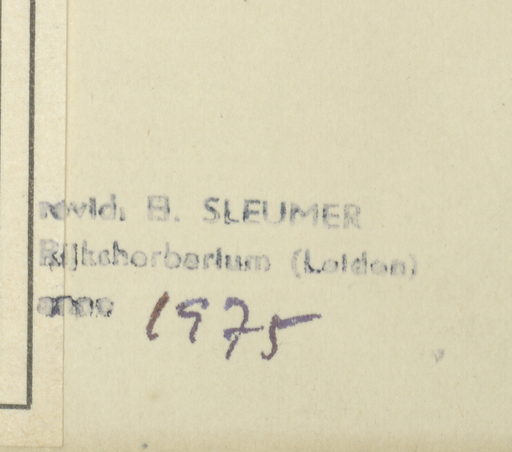 revid. H. SLEUMER
Rijksherbarium (Leiden)
anno 1975